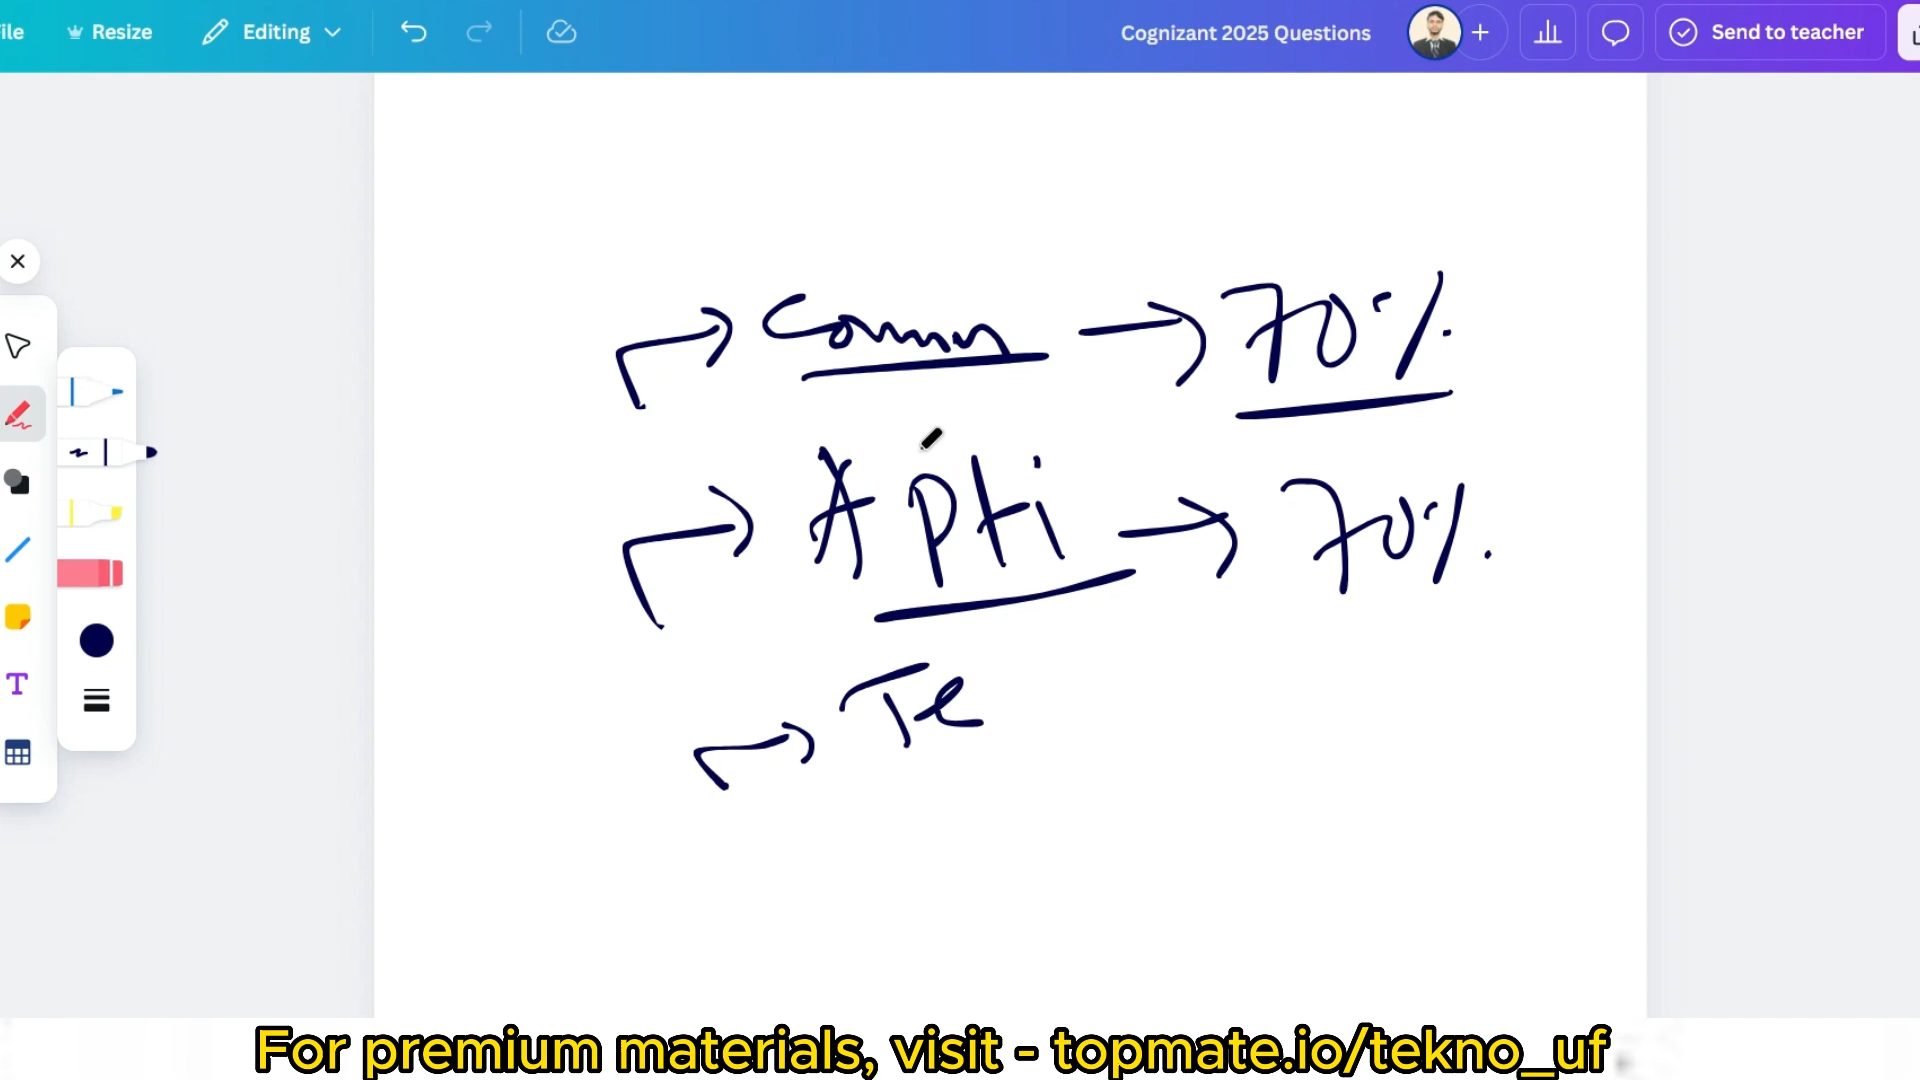 ile Resize Editing Cognizant 2025 Questions + Send to teacher
Comm → 70%.
Apti → 70%.
Te
T
For premium materials, visit - topmate.io/tekno_uf